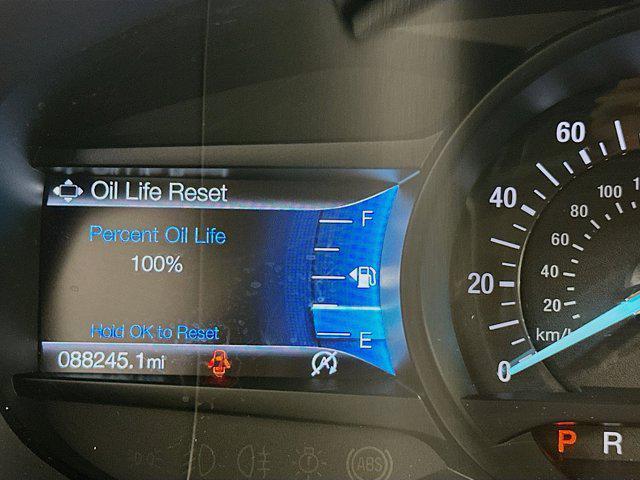 Oil Life Reset
Percent Oil Life
100%
Hold OK to Reset
088245.1mi
F
E
60
40
20
0
100
80
60
40
20
km/
P R
ABS